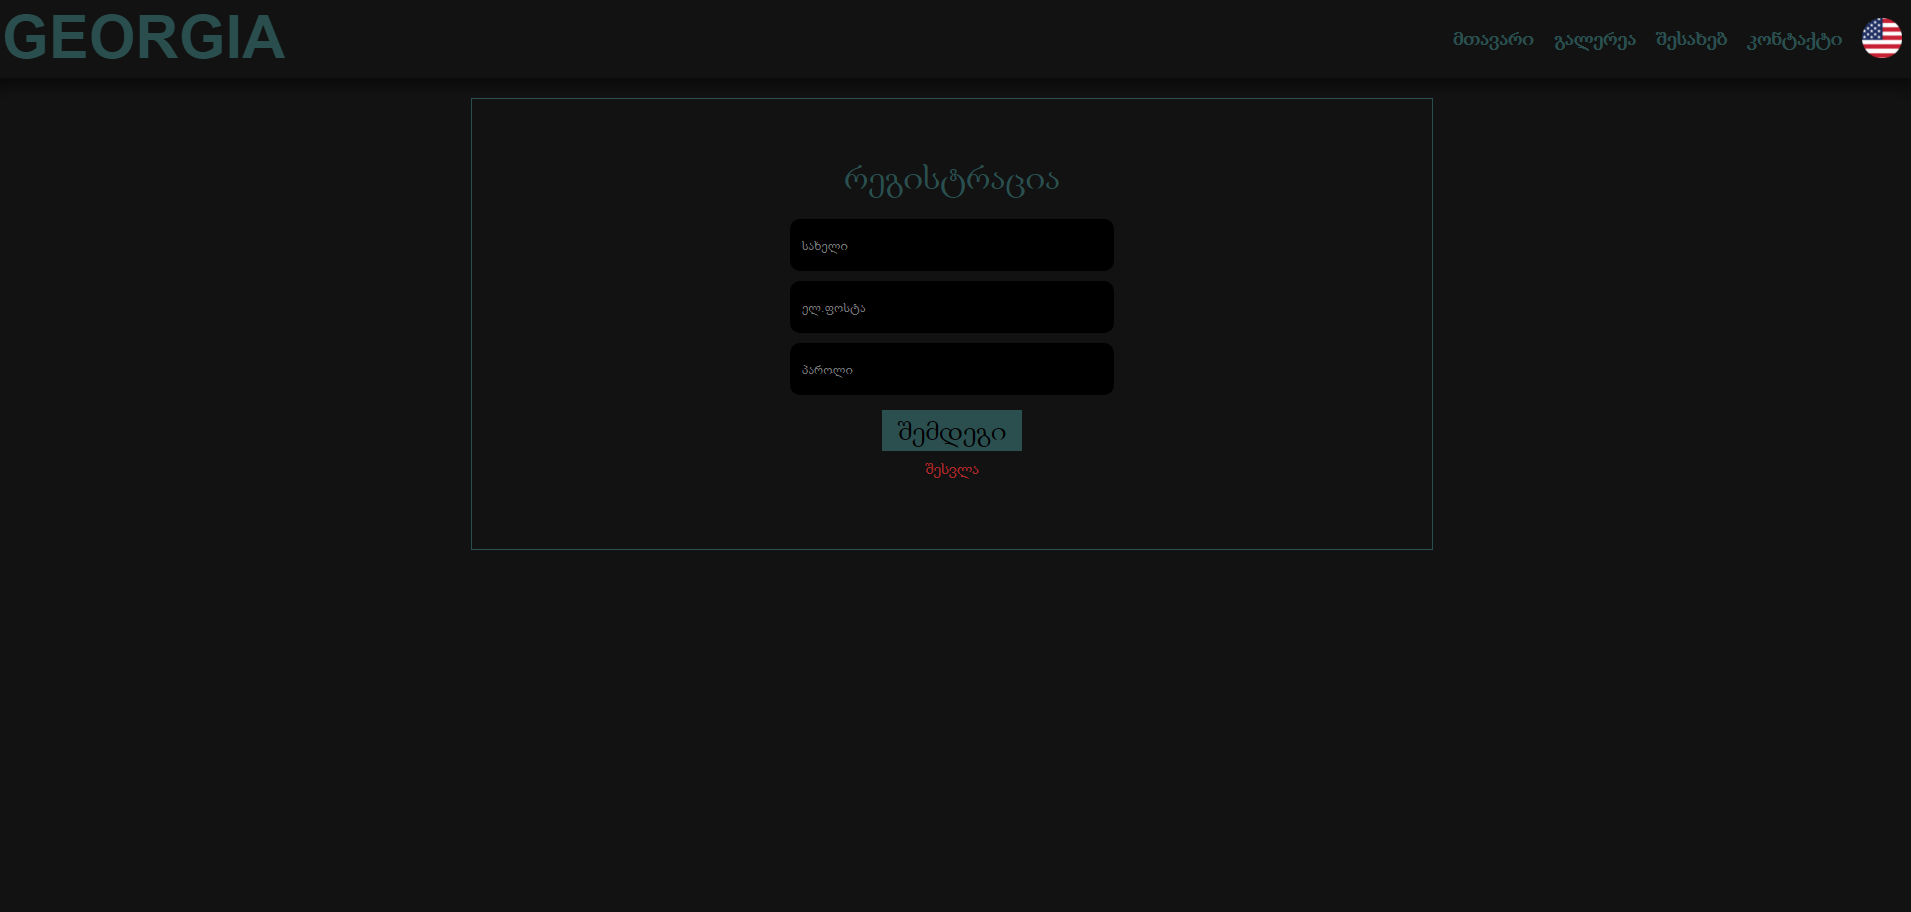 GEORGIA
მთავარი გალერეა შესახებ კონტაქტი
რეგისტრაცია
სახელი
ელ.ფოსტა
პაროლი
შემდეგი
შესვლა